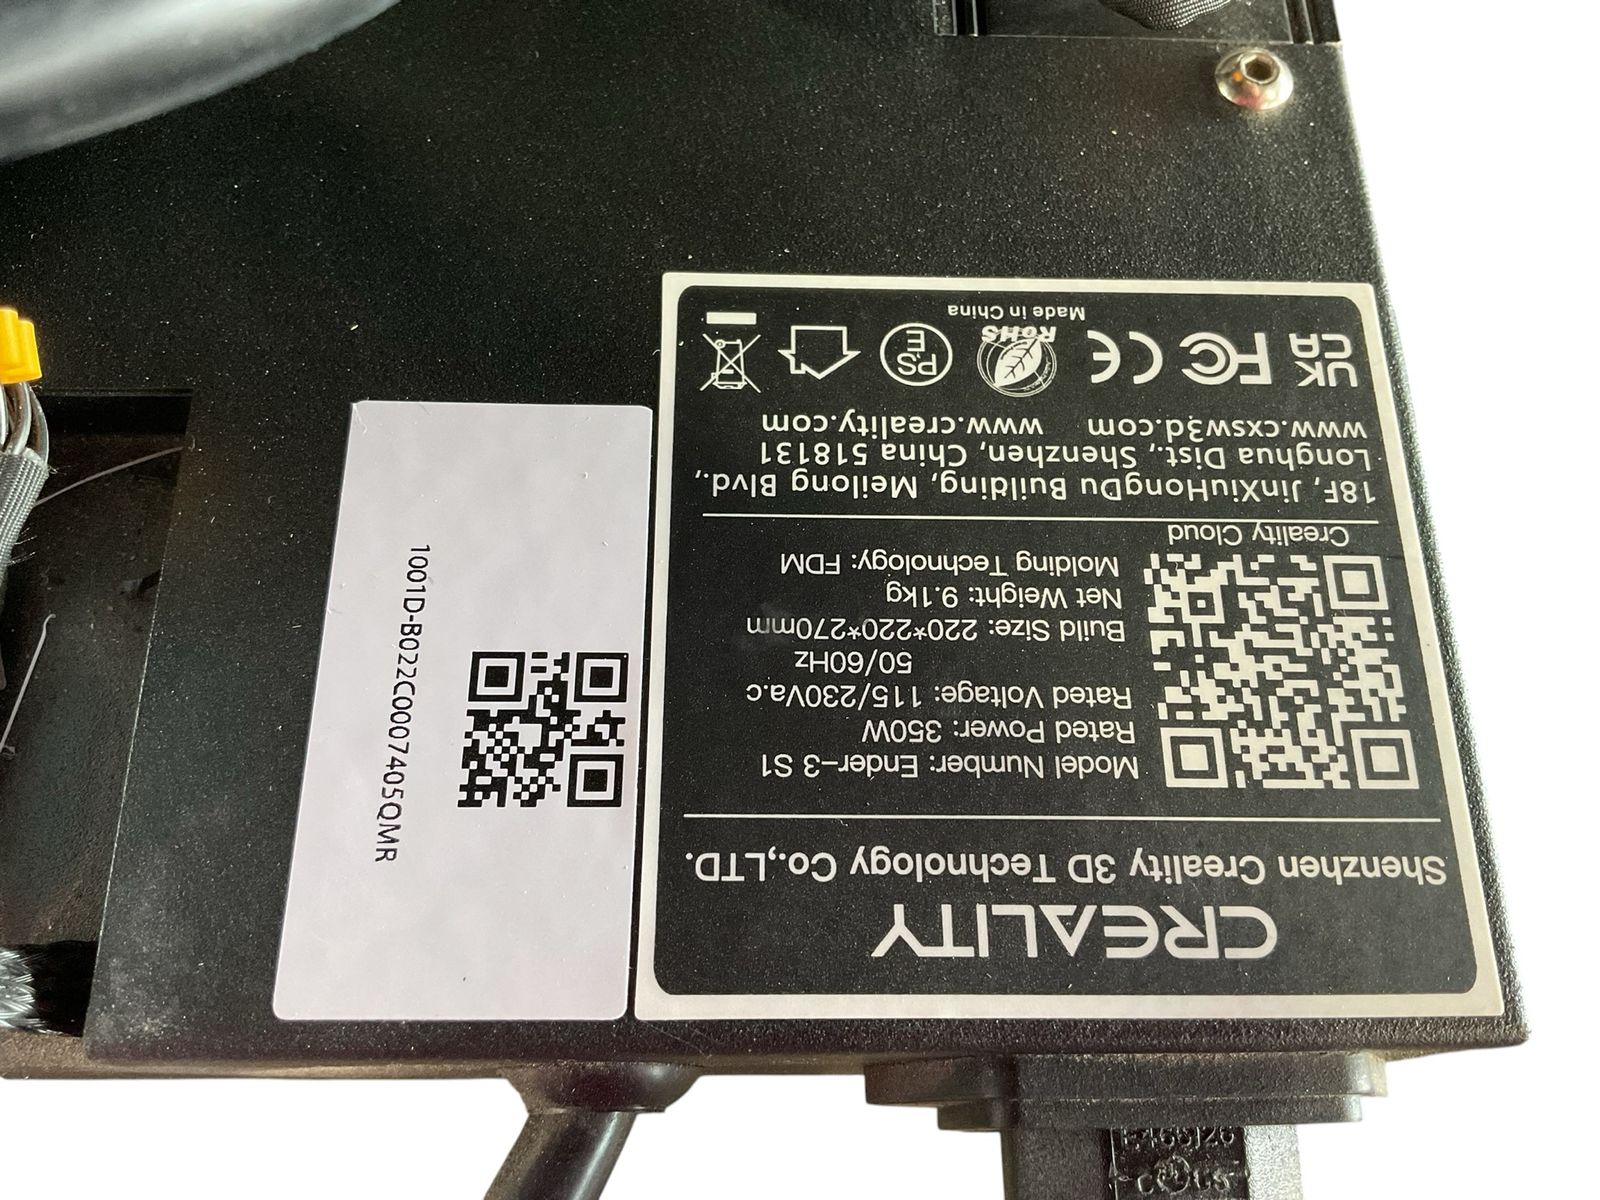 CREALITY
Shenzhen Creality 3D Technology Co.,LTD.
Model Number: Ender-3 S1
Rated Power: 350W
Rated Voltage: 115/230Va.c
50/60Hz
Build Size: 220*220*270mm
Net Weight: 9.1kg
Molding Technology: FDM
Creality Cloud
18F, JinXiuHongDu Building, Meilong Blvd.,
Longhua Dist., Shenzhen, China 518131
www.cxsw3d.com www.creality.com
UK CA FC CE RoHS PS E
Made in China
1001D-B022C0007405QMR